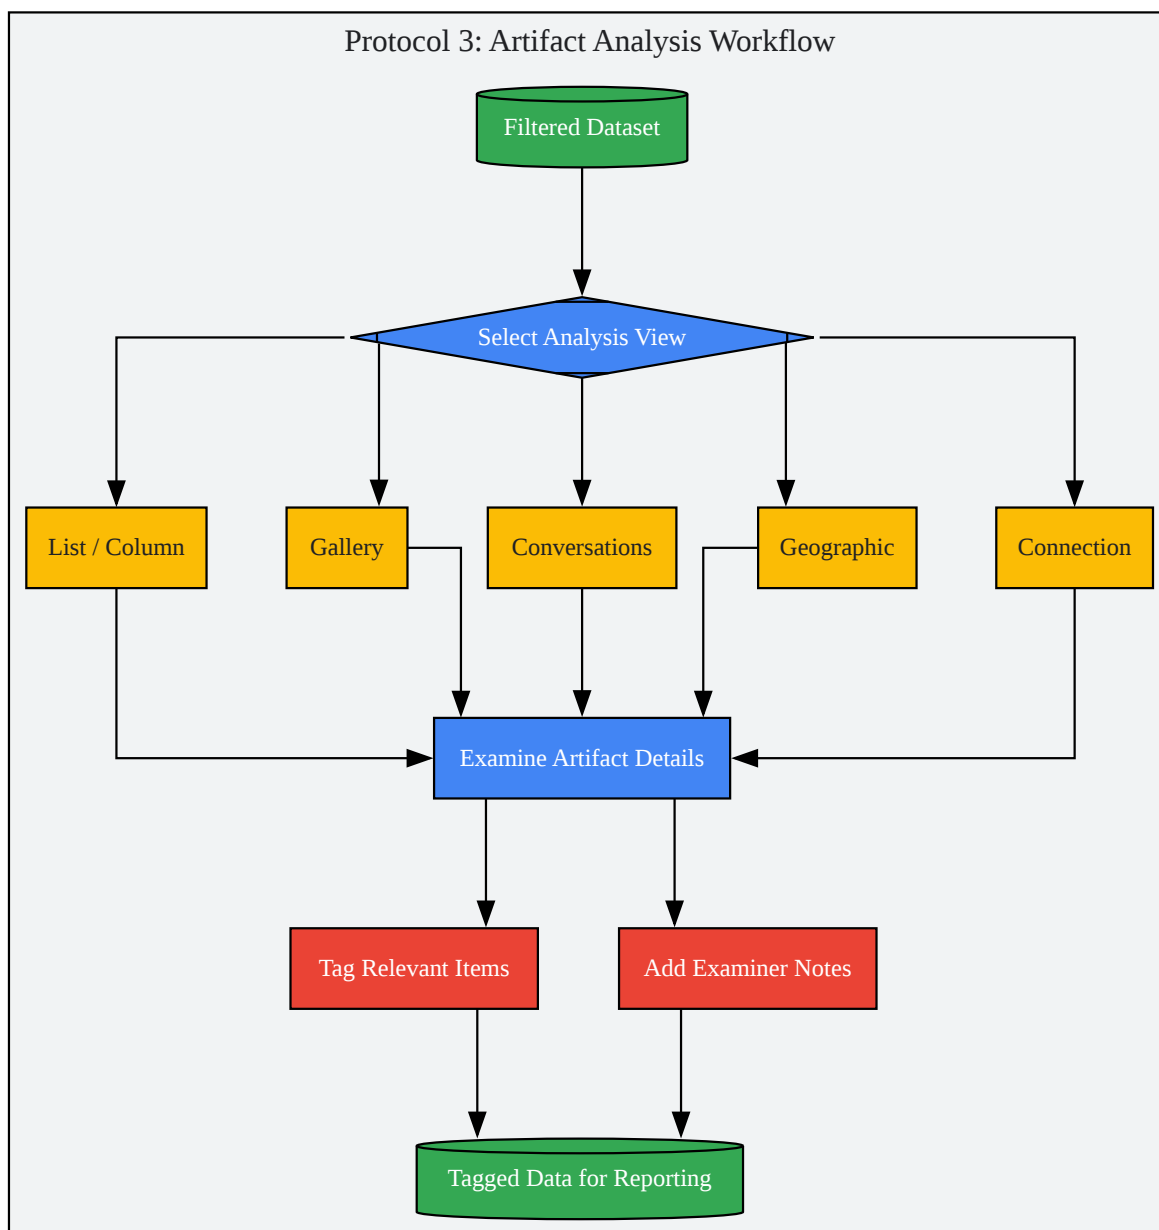 Protocol 3: Artifact Analysis Workflow
Filtered Dataset
Select Analysis View
List / Column
Gallery
Conversations
Geographic
Connection
Examine Artifact Details
Tag Relevant Items
Add Examiner Notes
Tagged Data for Reporting